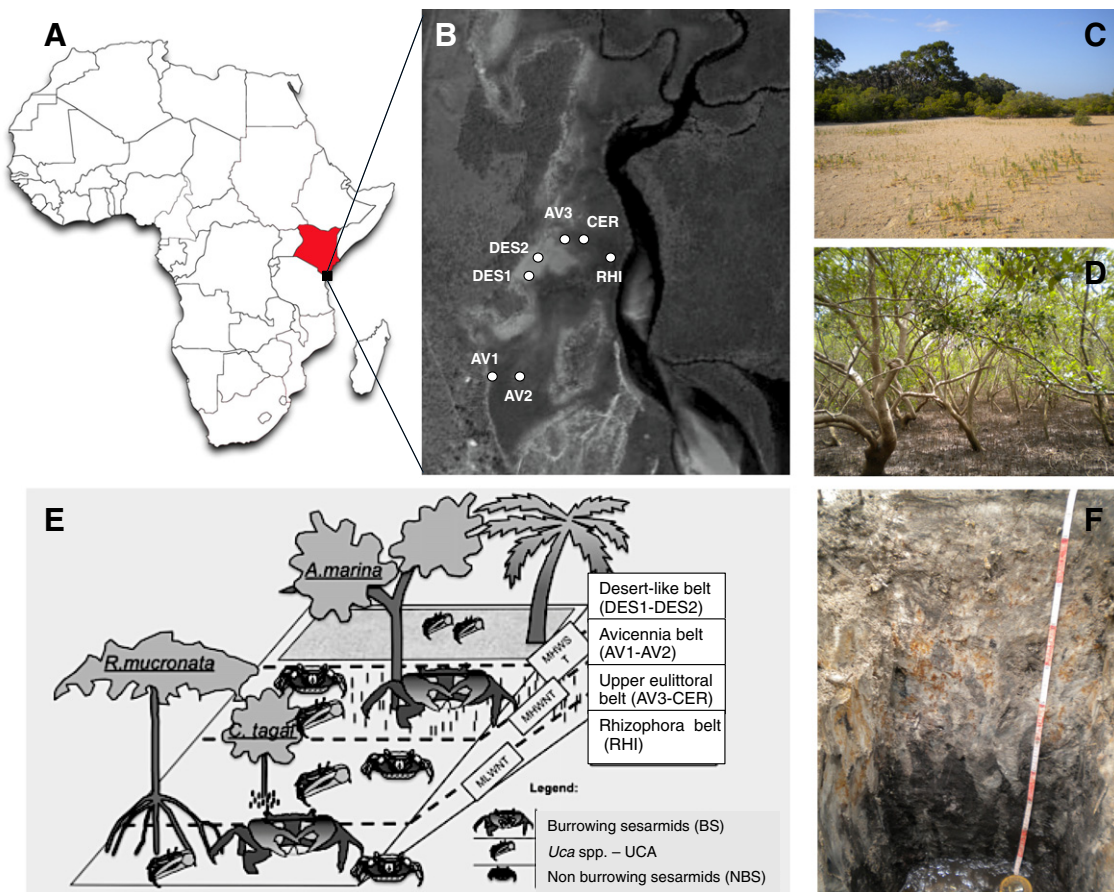 A
B
AV3
CER
DES2
DES1
RHI
AV1
AV2
C
D
E
A.marina
R.mucronata
C. tagal
MHWS
T
MHWNT
MLWNT
Desert-like belt
(DES1-DES2)
Avicennia belt
(AV1-AV2)
Upper eulittoral
belt (AV3-CER)
Rhizophora belt
(RHI)
Legend:
Burrowing sesarmids (BS)
Uca spp. – UCA
Non burrowing sesarmids (NBS)
F